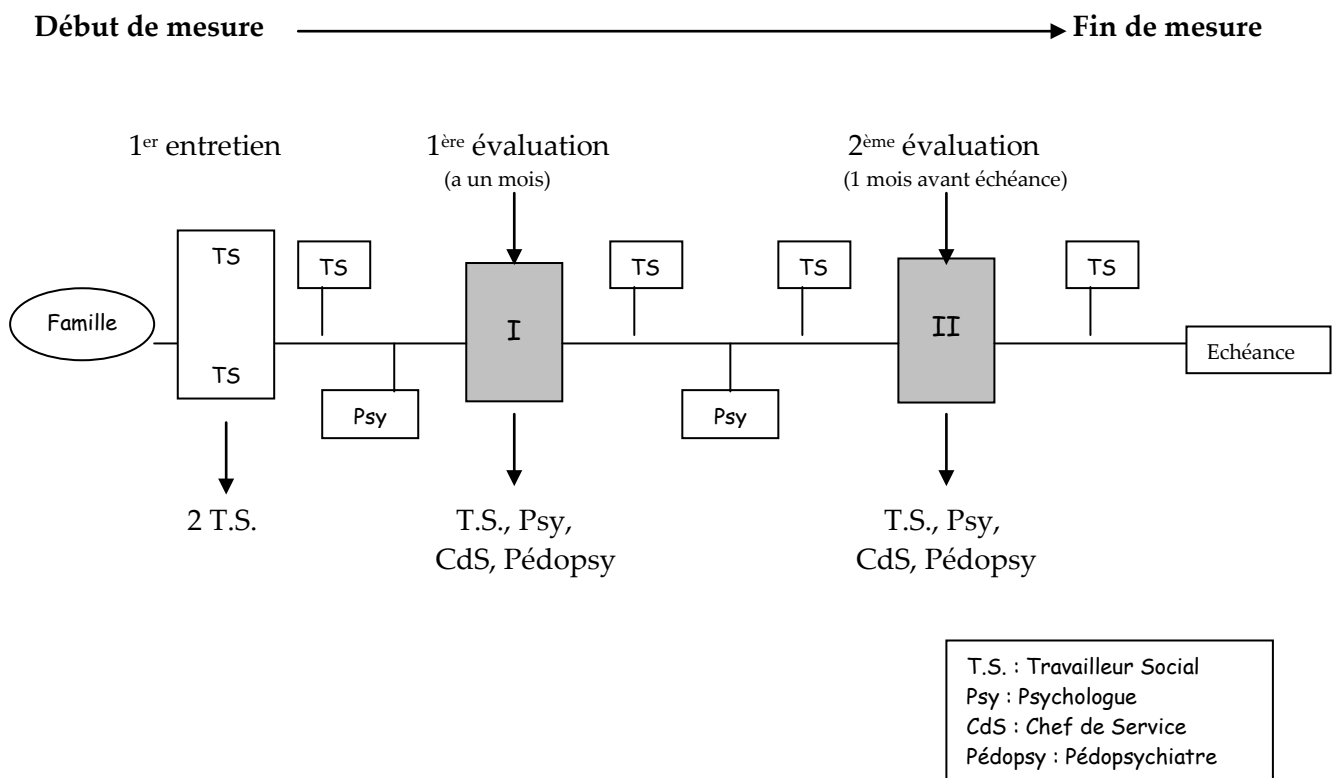 Début de mesure Fin de mesure
1er entretien 1ère évaluation 2ème évaluation
(a un mois) (1 mois avant échéance)
TS TS TS TS TS
Famille I II Echéance
TS
Psy Psy
2 T.S. T.S., Psy, T.S., Psy,
CdS, Pédopsy CdS, Pédopsy
T.S. : Travailleur Social
Psy : Psychologue
CdS : Chef de Service
Pédopsy : Pédopsychiatre